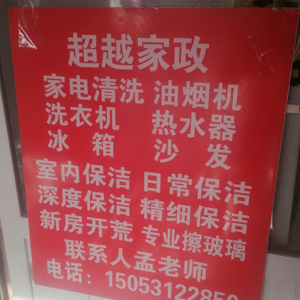 超越家政
家电清洗 油烟机
洗衣机 热水器
冰箱 沙发
室内保洁 日常保洁
深度保洁 精细保洁
新房开荒 专业擦玻璃
联系人孟老师
电话：15053122850